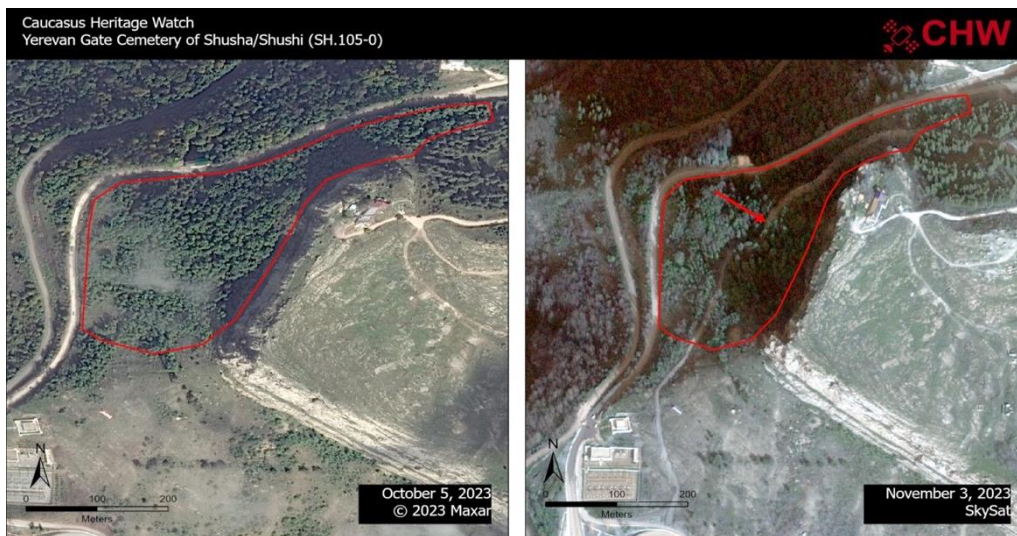 Caucasus Heritage Watch
Yerevan Gate Cemetery of Shusha/Shushi (SH.105-0)
CHW
N
0 100 200
Meters
October 5, 2023
© 2023 Maxar
N
0 100 200
Meters
November 3, 2023
SkySat